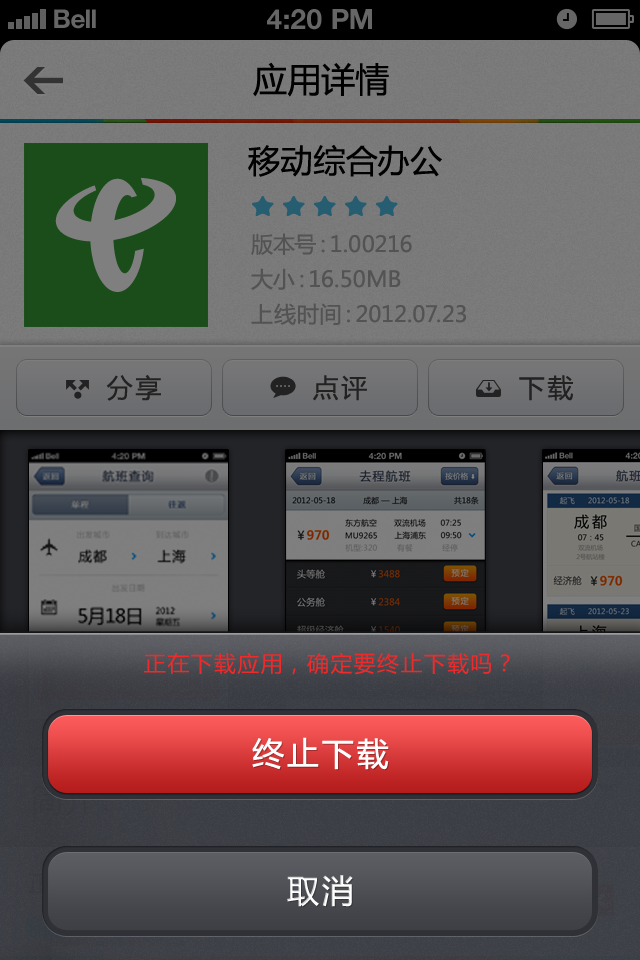 Bell 4:20 PM
应用详情
移动综合办公
版本号:1.00216
大小:16.50MB
上线时间:2012.07.23
分享 点评 下载
Bell 4:20 PM
返回 航班查询
单程 往返
出发城市 到达城市
成都 上海
出发日期
5月18日 2012 星期五
Bell 4:20 PM
返回 去程航班 按价格
2012-05-18 成都 — 上海 共18条
¥970 东方航空 双流机场 07:25
MU9265 上海浦东 09:50
机型 320 有餐 经停
头等舱 ¥3488 预定
公务舱 ¥2384 预定
超级经济舱 ¥1540 预定
Bell 4:20
返回 航班
起飞 2012-05-18
成都
07:45
双流机场
2号航站楼
CA
经济舱 ¥970
起飞 2012-05-23
上海
正在下载应用，确定要终止下载吗？
终止下载
取消